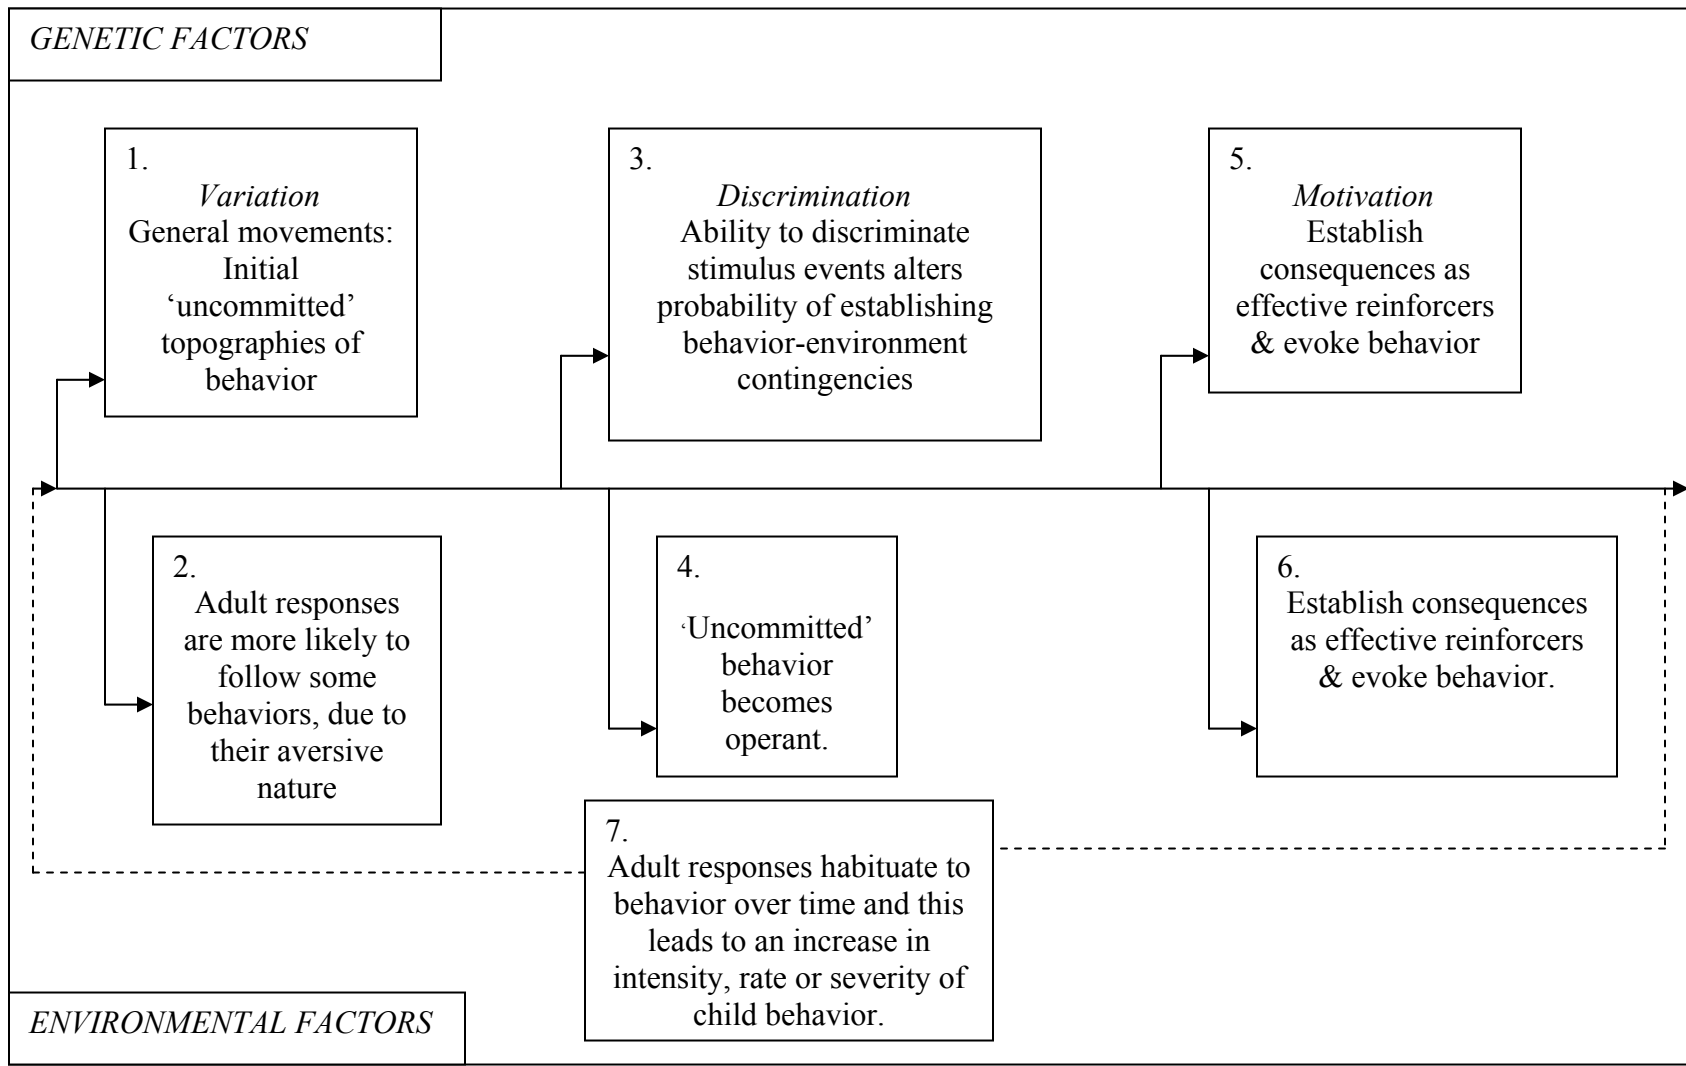 GENETIC FACTORS
1.
Variation
General movements:
Initial
‘uncommitted’
topographies of
behavior
3.
Discrimination
Ability to discriminate
stimulus events alters
probability of establishing
behavior-environment
contingencies
5.
Motivation
Establish
consequences as
effective reinforcers
& evoke behavior
2.
Adult responses
are more likely to
follow some
behaviors, due to
their aversive
nature
4.
‘Uncommitted’
behavior
becomes
operant.
6.
Establish consequences
as effective reinforcers
& evoke behavior.
7.
Adult responses habituate to
behavior over time and this
leads to an increase in
intensity, rate or severity of
child behavior.
ENVIRONMENTAL FACTORS